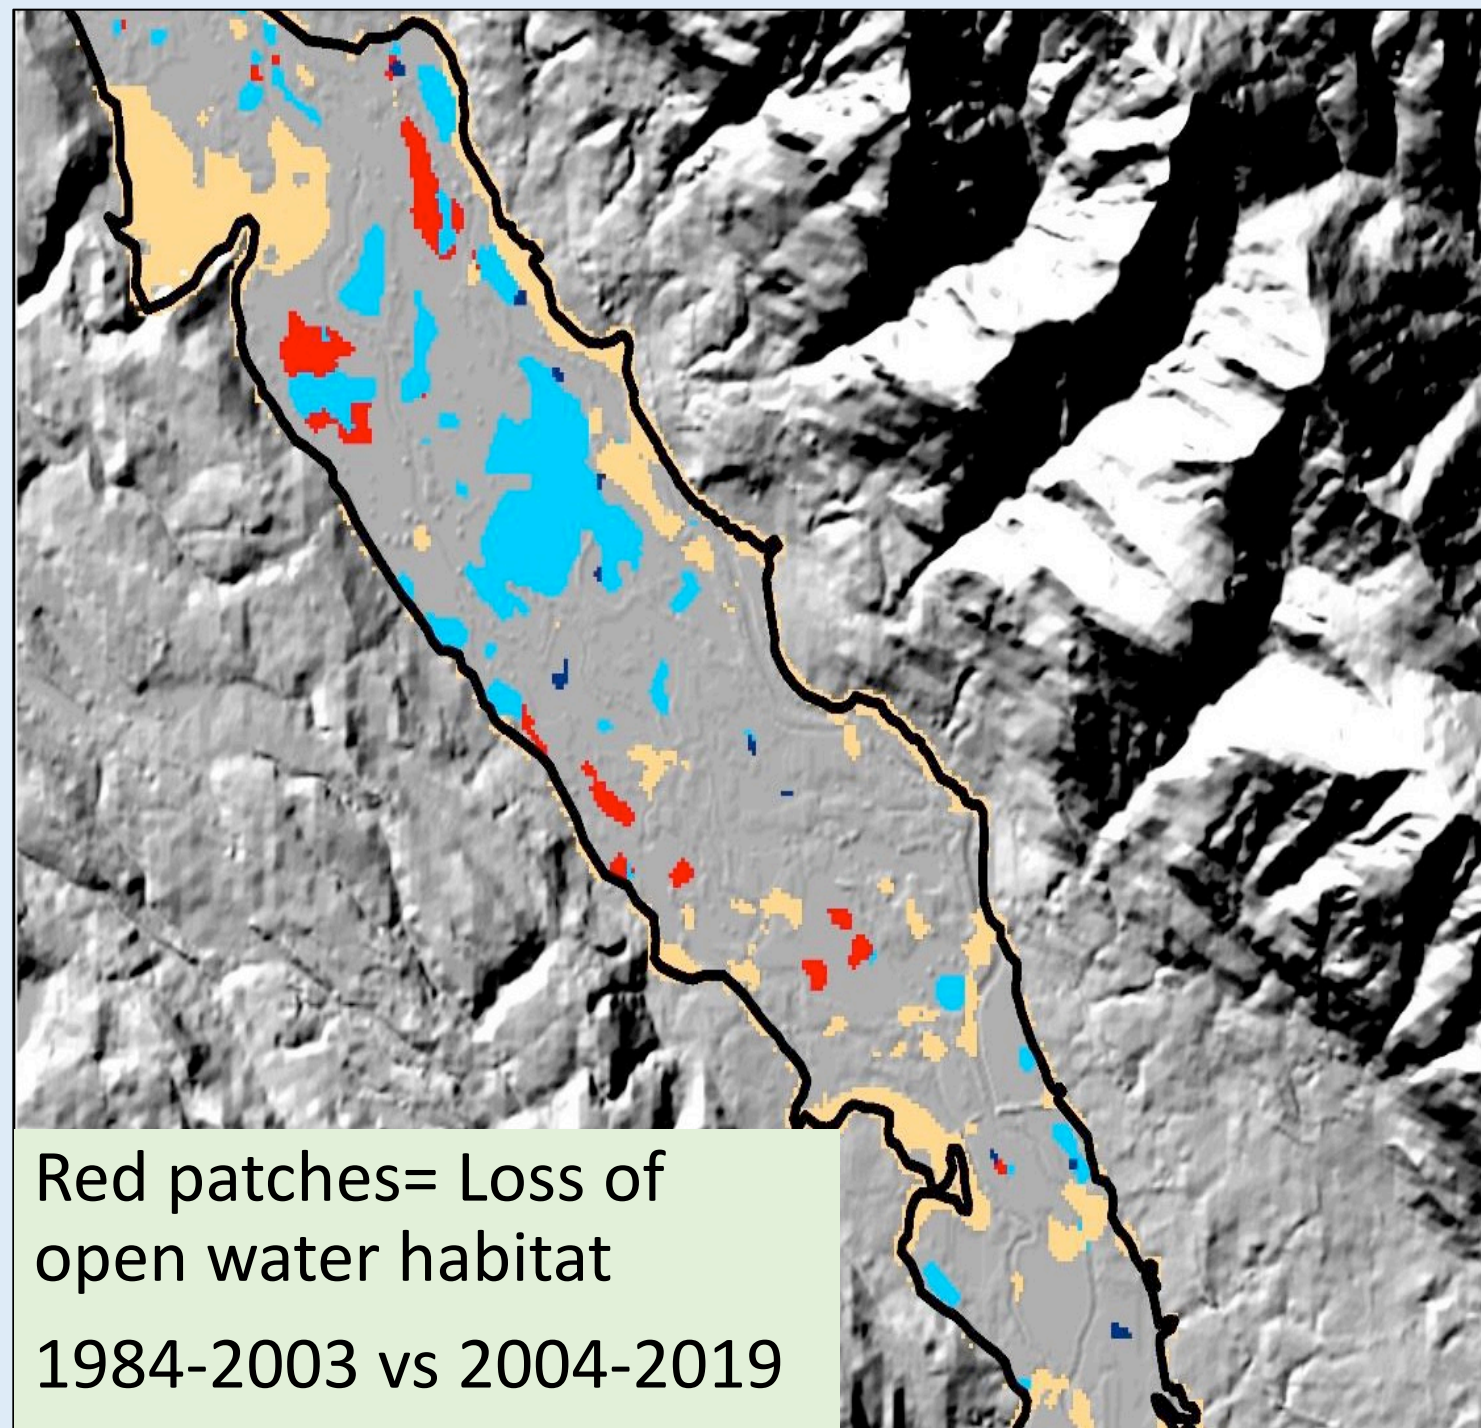 Red patches= Loss of
open water habitat
1984-2003 vs 2004-2019